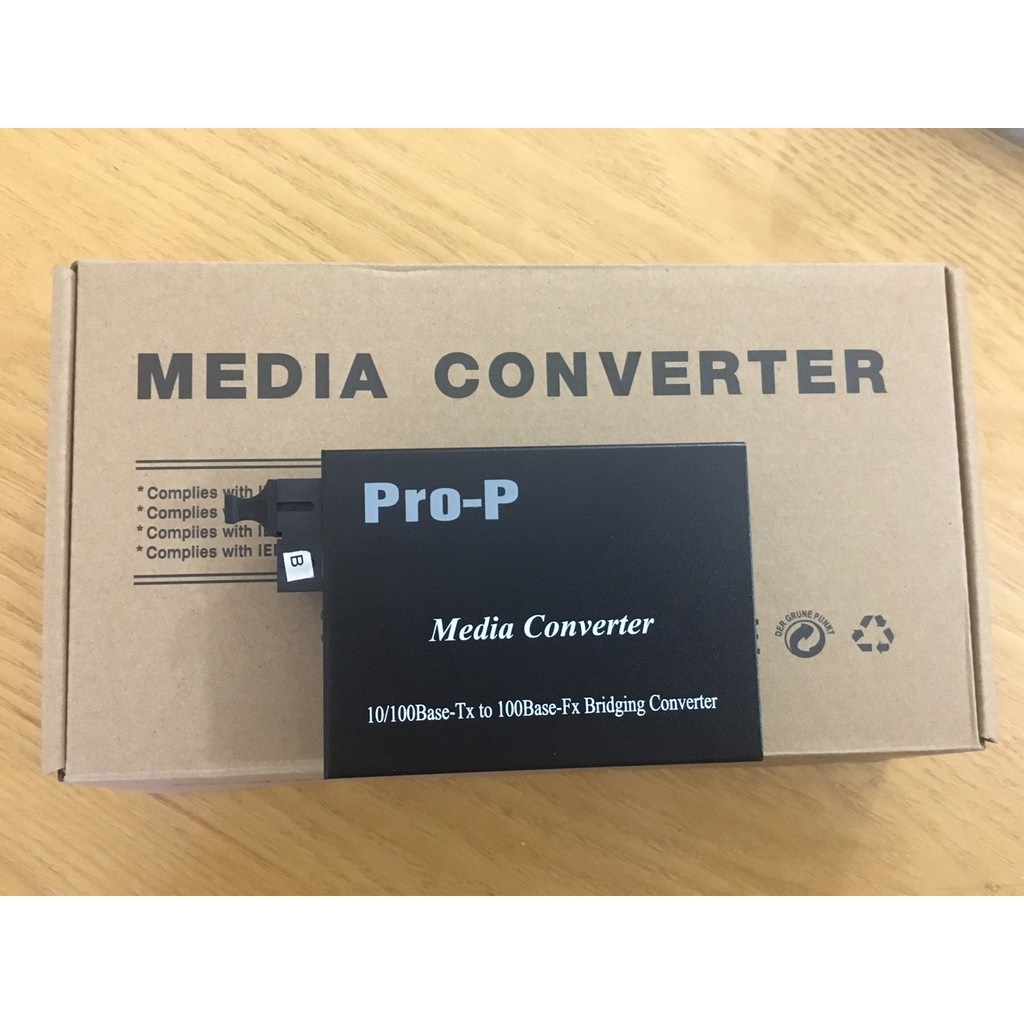 MEDIA CONVERTER
* Complies with
* Complies
* Complies with
* Complies with
Pro-P
B
Media Converter
10/100Base-Tx to 100Base-Fx Bridging Converter
DER GRÜNE PUNKT